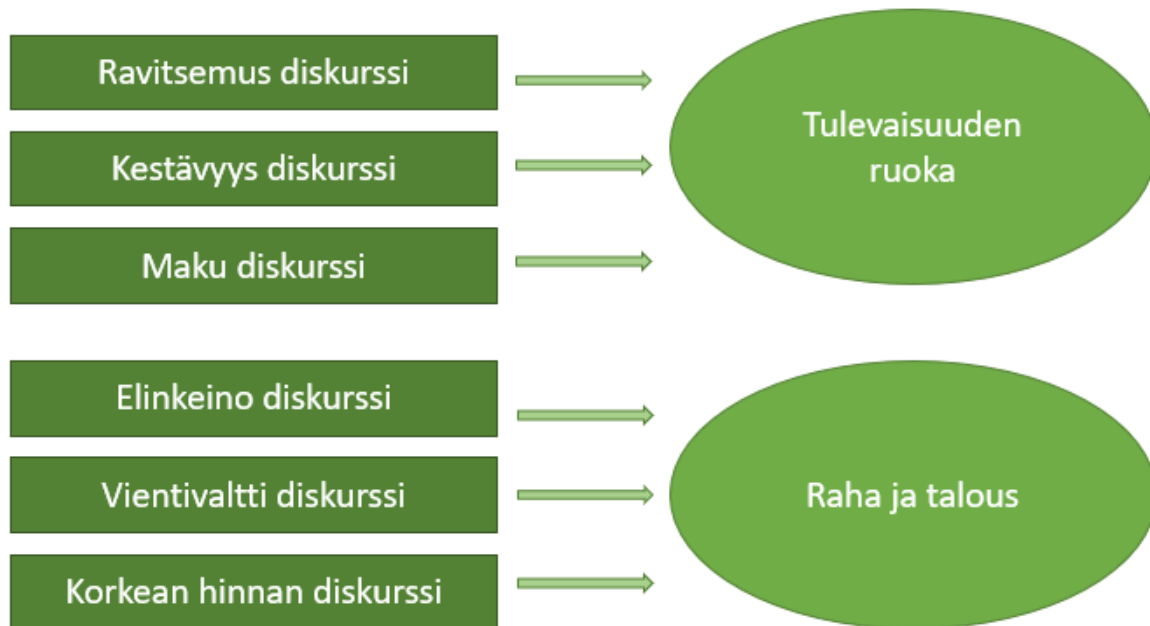 Ravitsemus diskurssi
Kestävyys diskurssi
Maku diskurssi
Tulevaisuuden
ruoka
Elinkeino diskurssi
Vientivaltti diskurssi
Korkean hinnan diskurssi
Raha ja talous